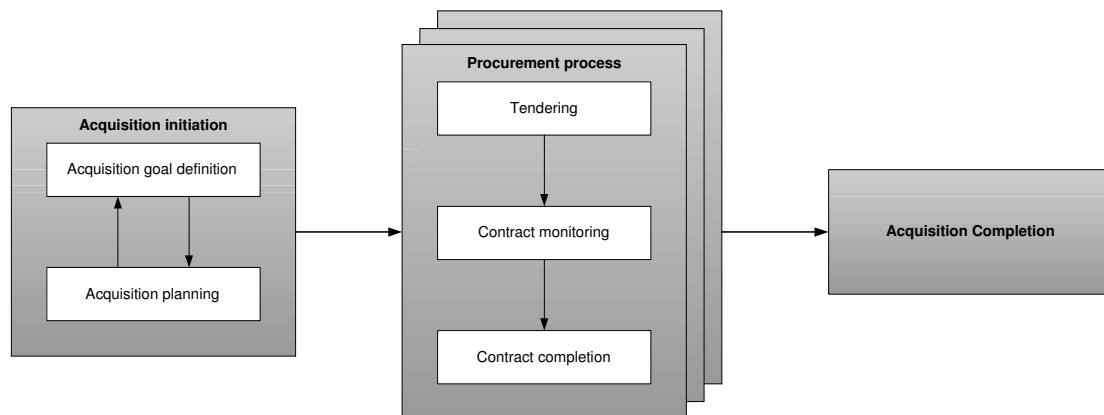 Acquisition initiation
Acquisition goal definition
Acquisition planning
Procurement process
Tendering
Contract monitoring
Contract completion
Acquisition Completion